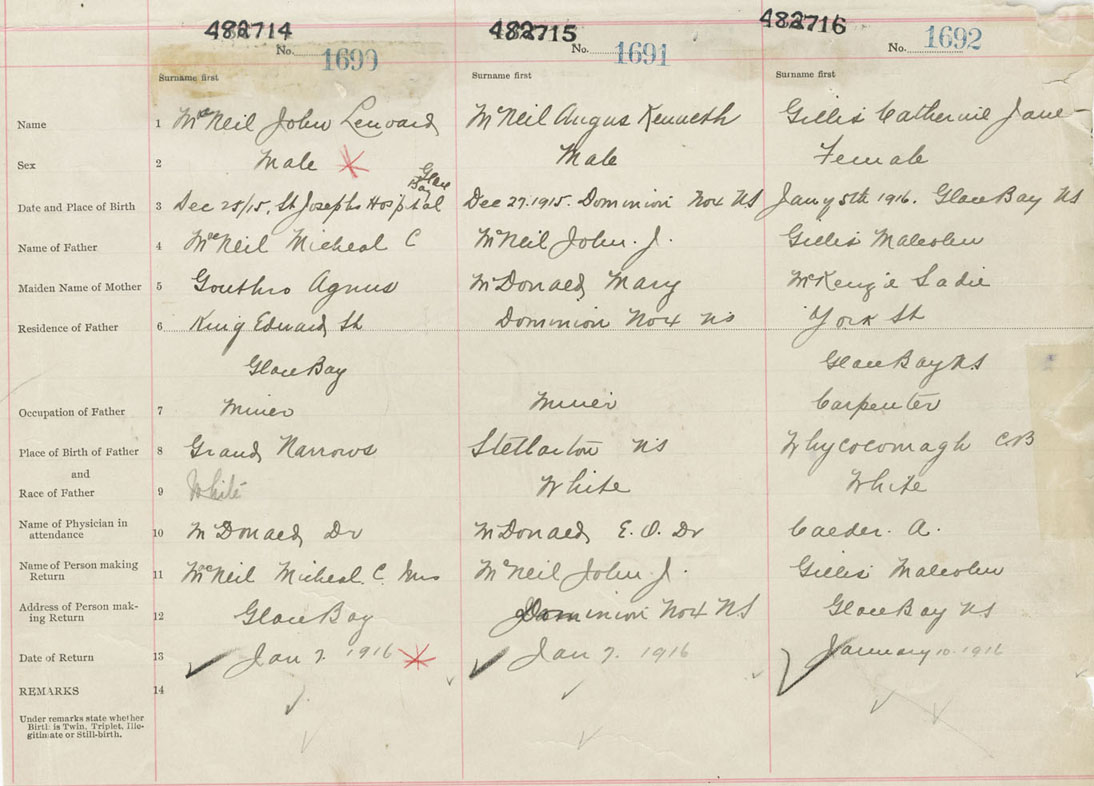 482714 482715 482716
No. 1690 No. 1691 No. 1692
Surname first Surname first Surname first
Name 1 McNeil John Lenvard McNeil Angus Kenneth Gillis Catherine Jane
Sex 2 Male Male Female
Glace
Bay
Date and Place of Birth 3 Dec 25/15, St Josephs Hospital Dec 27. 1915. Dominion No 4 NS Jany 5th 1916. Glace Bay NS
Name of Father 4 McNeil Micheal C McNeil John. J. Gillis Malcolm
Maiden Name of Mother 5 Gouthro Agnus McDonald Mary McKenzie Sadie
Residence of Father 6 King Edward St Dominion No 4 NS York St
Glace Bay Glace Bay NS
Occupation of Father 7 Miner Miner Carpenter
Place of Birth of Father 8 Grand Narrows Stellarton NS Whycocomagh CB
and
Race of Father 9 White White White
Name of Physician in
attendance 10 McDonald Dr McDonald, E. O. Dr Calder. A.
Name of Person making
Return 11 McNeil Micheal C. Mrs McNeil John. J. Gillis Malcolm
Address of Person mak-
ing Return 12 Glace Bay Dominion No 4 NS Glace Bay NS
Date of Return 13 Jan 7. 1916 Jan 7. 1916 January 10. 1916
REMARKS 14
Under remarks state whether
Birth is Twin, Triplet, Ille-
gitimate or Still-birth.